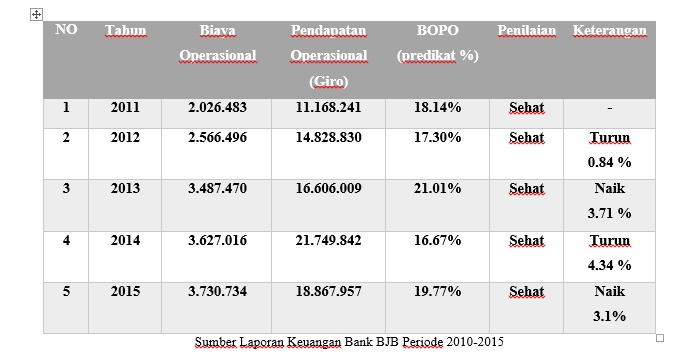 NO Tahun Biaya Operasional Pendapatan Operasional (Giro) BOPO (predikat %) Penilaian Keterangan
1 2011 2.026.483 11.168.241 18.14% Sehat -
2 2012 2.566.496 14.828.830 17.30% Sehat Turun 0.84 %
3 2013 3.487.470 16.606.009 21.01% Sehat Naik 3.71 %
4 2014 3.627.016 21.749.842 16.67% Sehat Turun 4.34 %
5 2015 3.730.734 18.867.957 19.77% Sehat Naik 3.1%
Sumber Laporan Keuangan Bank BJB Periode 2010-2015